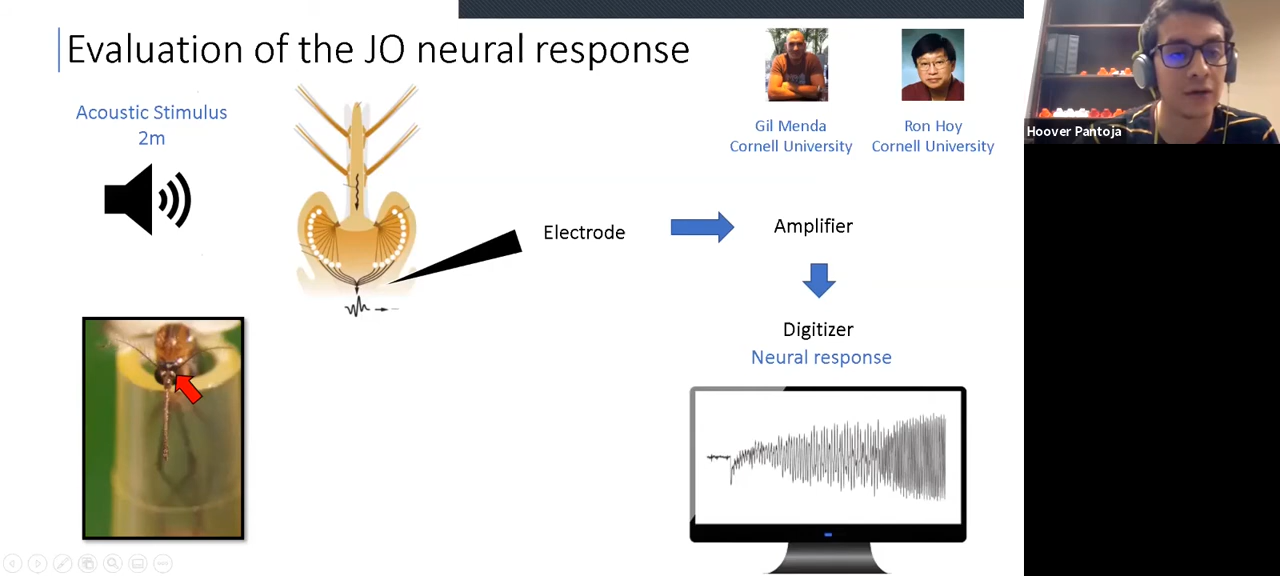 Evaluation of the JO neural response
Acoustic Stimulus
2m
Gil Menda
Cornell University
Ron Hoy
Cornell University
Hoover Pantoja
Electrode
Amplifier
Digitizer
Neural response